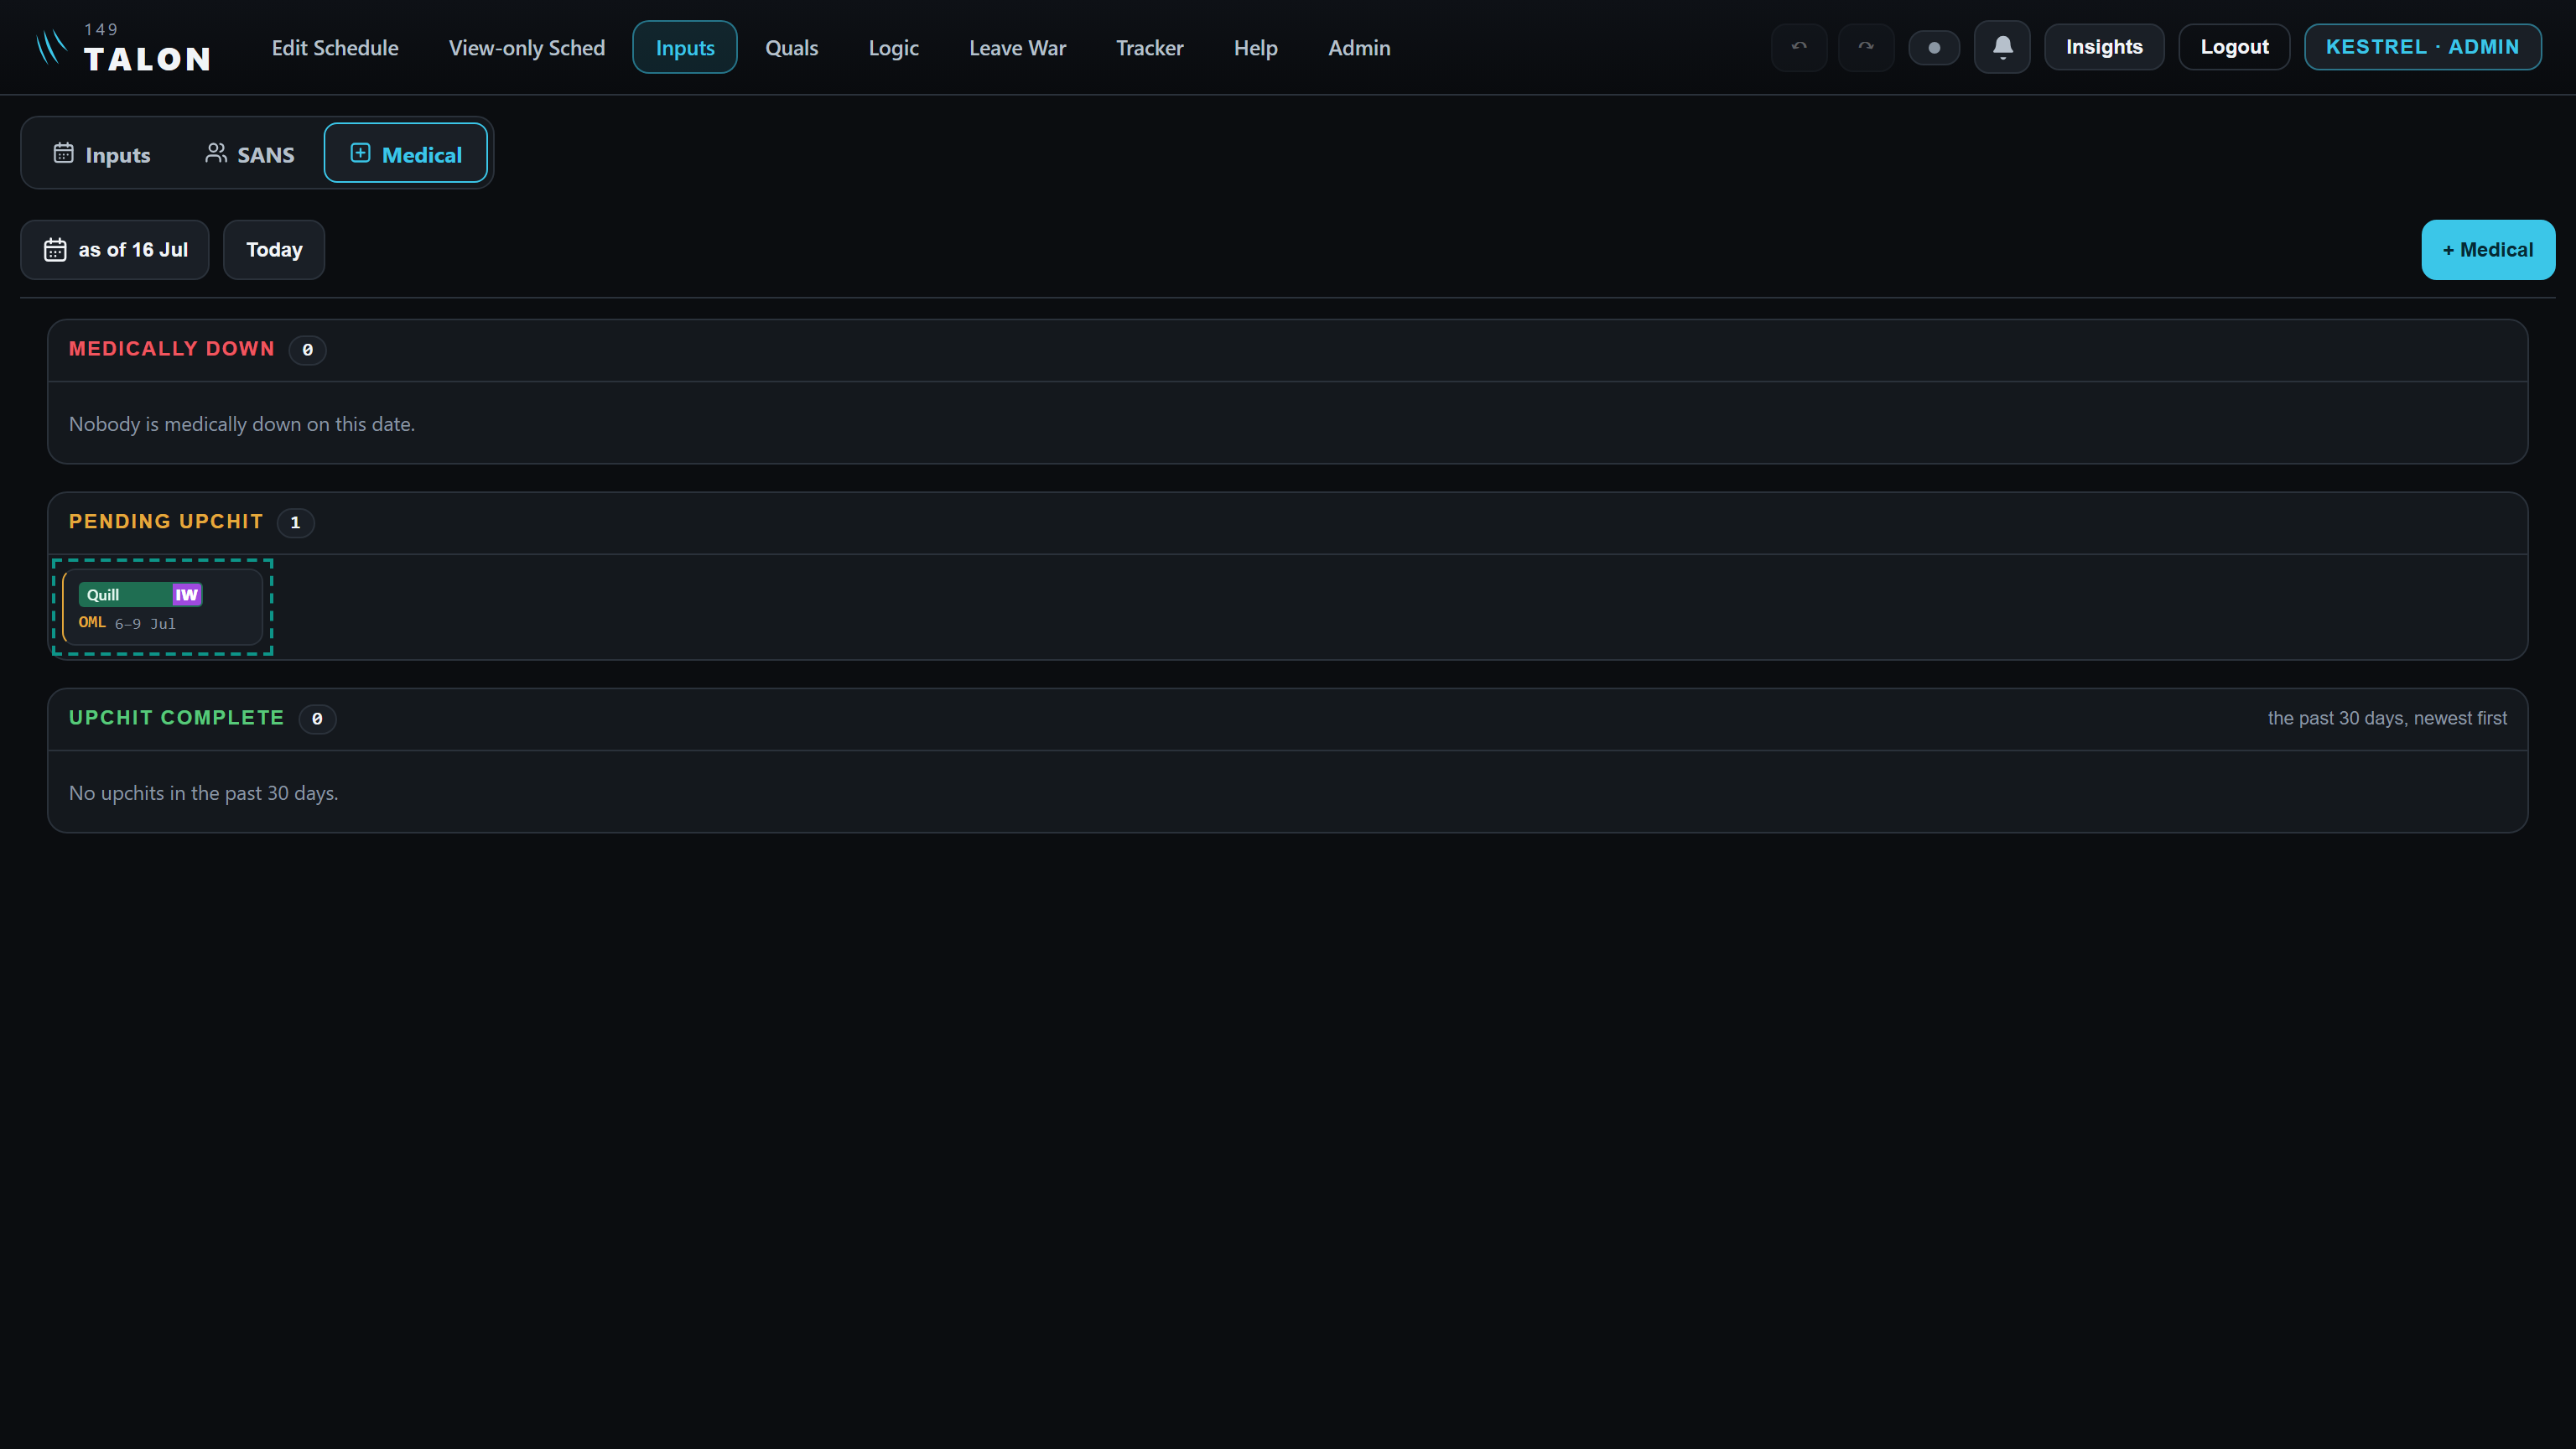 149
TALON
Edit Schedule
View-only Sched
Inputs
Quals
Logic
Leave War
Tracker
Help
Admin
Insights
Logout
KESTREL · ADMIN
Inputs
SANS
Medical
as of 16 Jul
Today
+ Medical
MEDICALLY DOWN 0
Nobody is medically down on this date.
PENDING UPCHIT 1
Quill IW
OML 6–9 Jul
UPCHIT COMPLETE 0
the past 30 days, newest first
No upchits in the past 30 days.